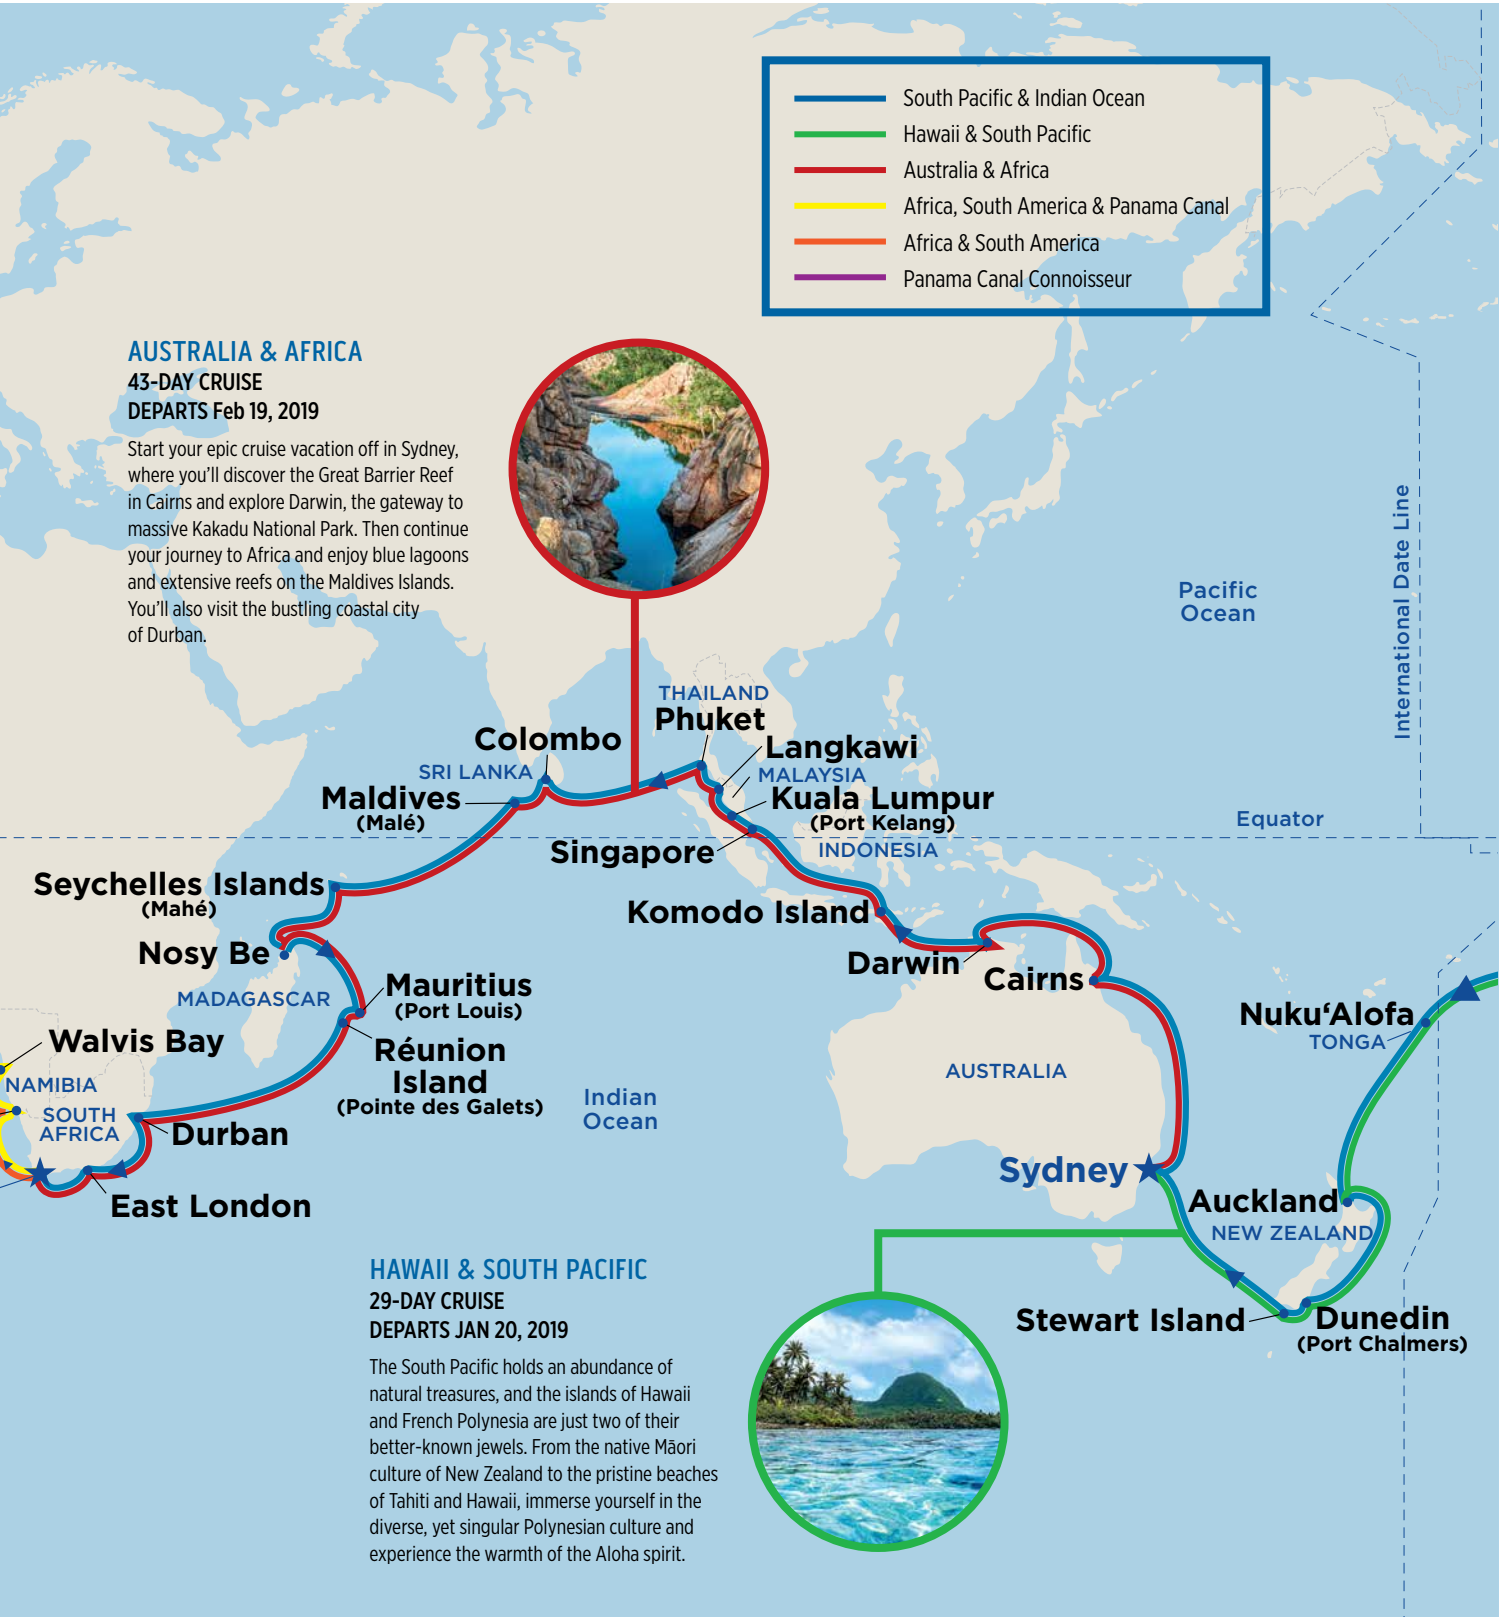 South Pacific & Indian Ocean
Hawaii & South Pacific
Australia & Africa
Africa, South America & Panama Canal
Africa & South America
Panama Canal Connoisseur
AUSTRALIA & AFRICA
43-DAY CRUISE
DEPARTS Feb 19, 2019
Start your epic cruise vacation off in Sydney,
where you’ll discover the Great Barrier Reef
in Cairns and explore Darwin, the gateway to
massive Kakadu National Park. Then continue
your journey to Africa and enjoy blue lagoons
and extensive reefs on the Maldives Islands.
You’ll also visit the bustling coastal city
of Durban.
Pacific
Ocean
International Date Line
THAILAND
Phuket
Colombo
SRI LANKA
Langkawi
MALAYSIA
Maldives
(Malé)
Kuala Lumpur
(Port Kelang)
Equator
Singapore
INDONESIA
Seychelles Islands
(Mahé)
Komodo Island
Nosy Be
Darwin
Cairns
MADAGASCAR
Mauritius
(Port Louis)
Nuku‘Alofa
TONGA
Walvis Bay
NAMIBIA
Réunion
Island
(Pointe des Galets)
AUSTRALIA
Indian
Ocean
SOUTH
AFRICA
Durban
Sydney
East London
Auckland
NEW ZEALAND
Stewart Island
Dunedin
(Port Chalmers)
HAWAII & SOUTH PACIFIC
29-DAY CRUISE
DEPARTS JAN 20, 2019
The South Pacific holds an abundance of
natural treasures, and the islands of Hawaii
and French Polynesia are just two of their
better-known jewels. From the native Māori
culture of New Zealand to the pristine beaches
of Tahiti and Hawaii, immerse yourself in the
diverse, yet singular Polynesian culture and
experience the warmth of the Aloha spirit.